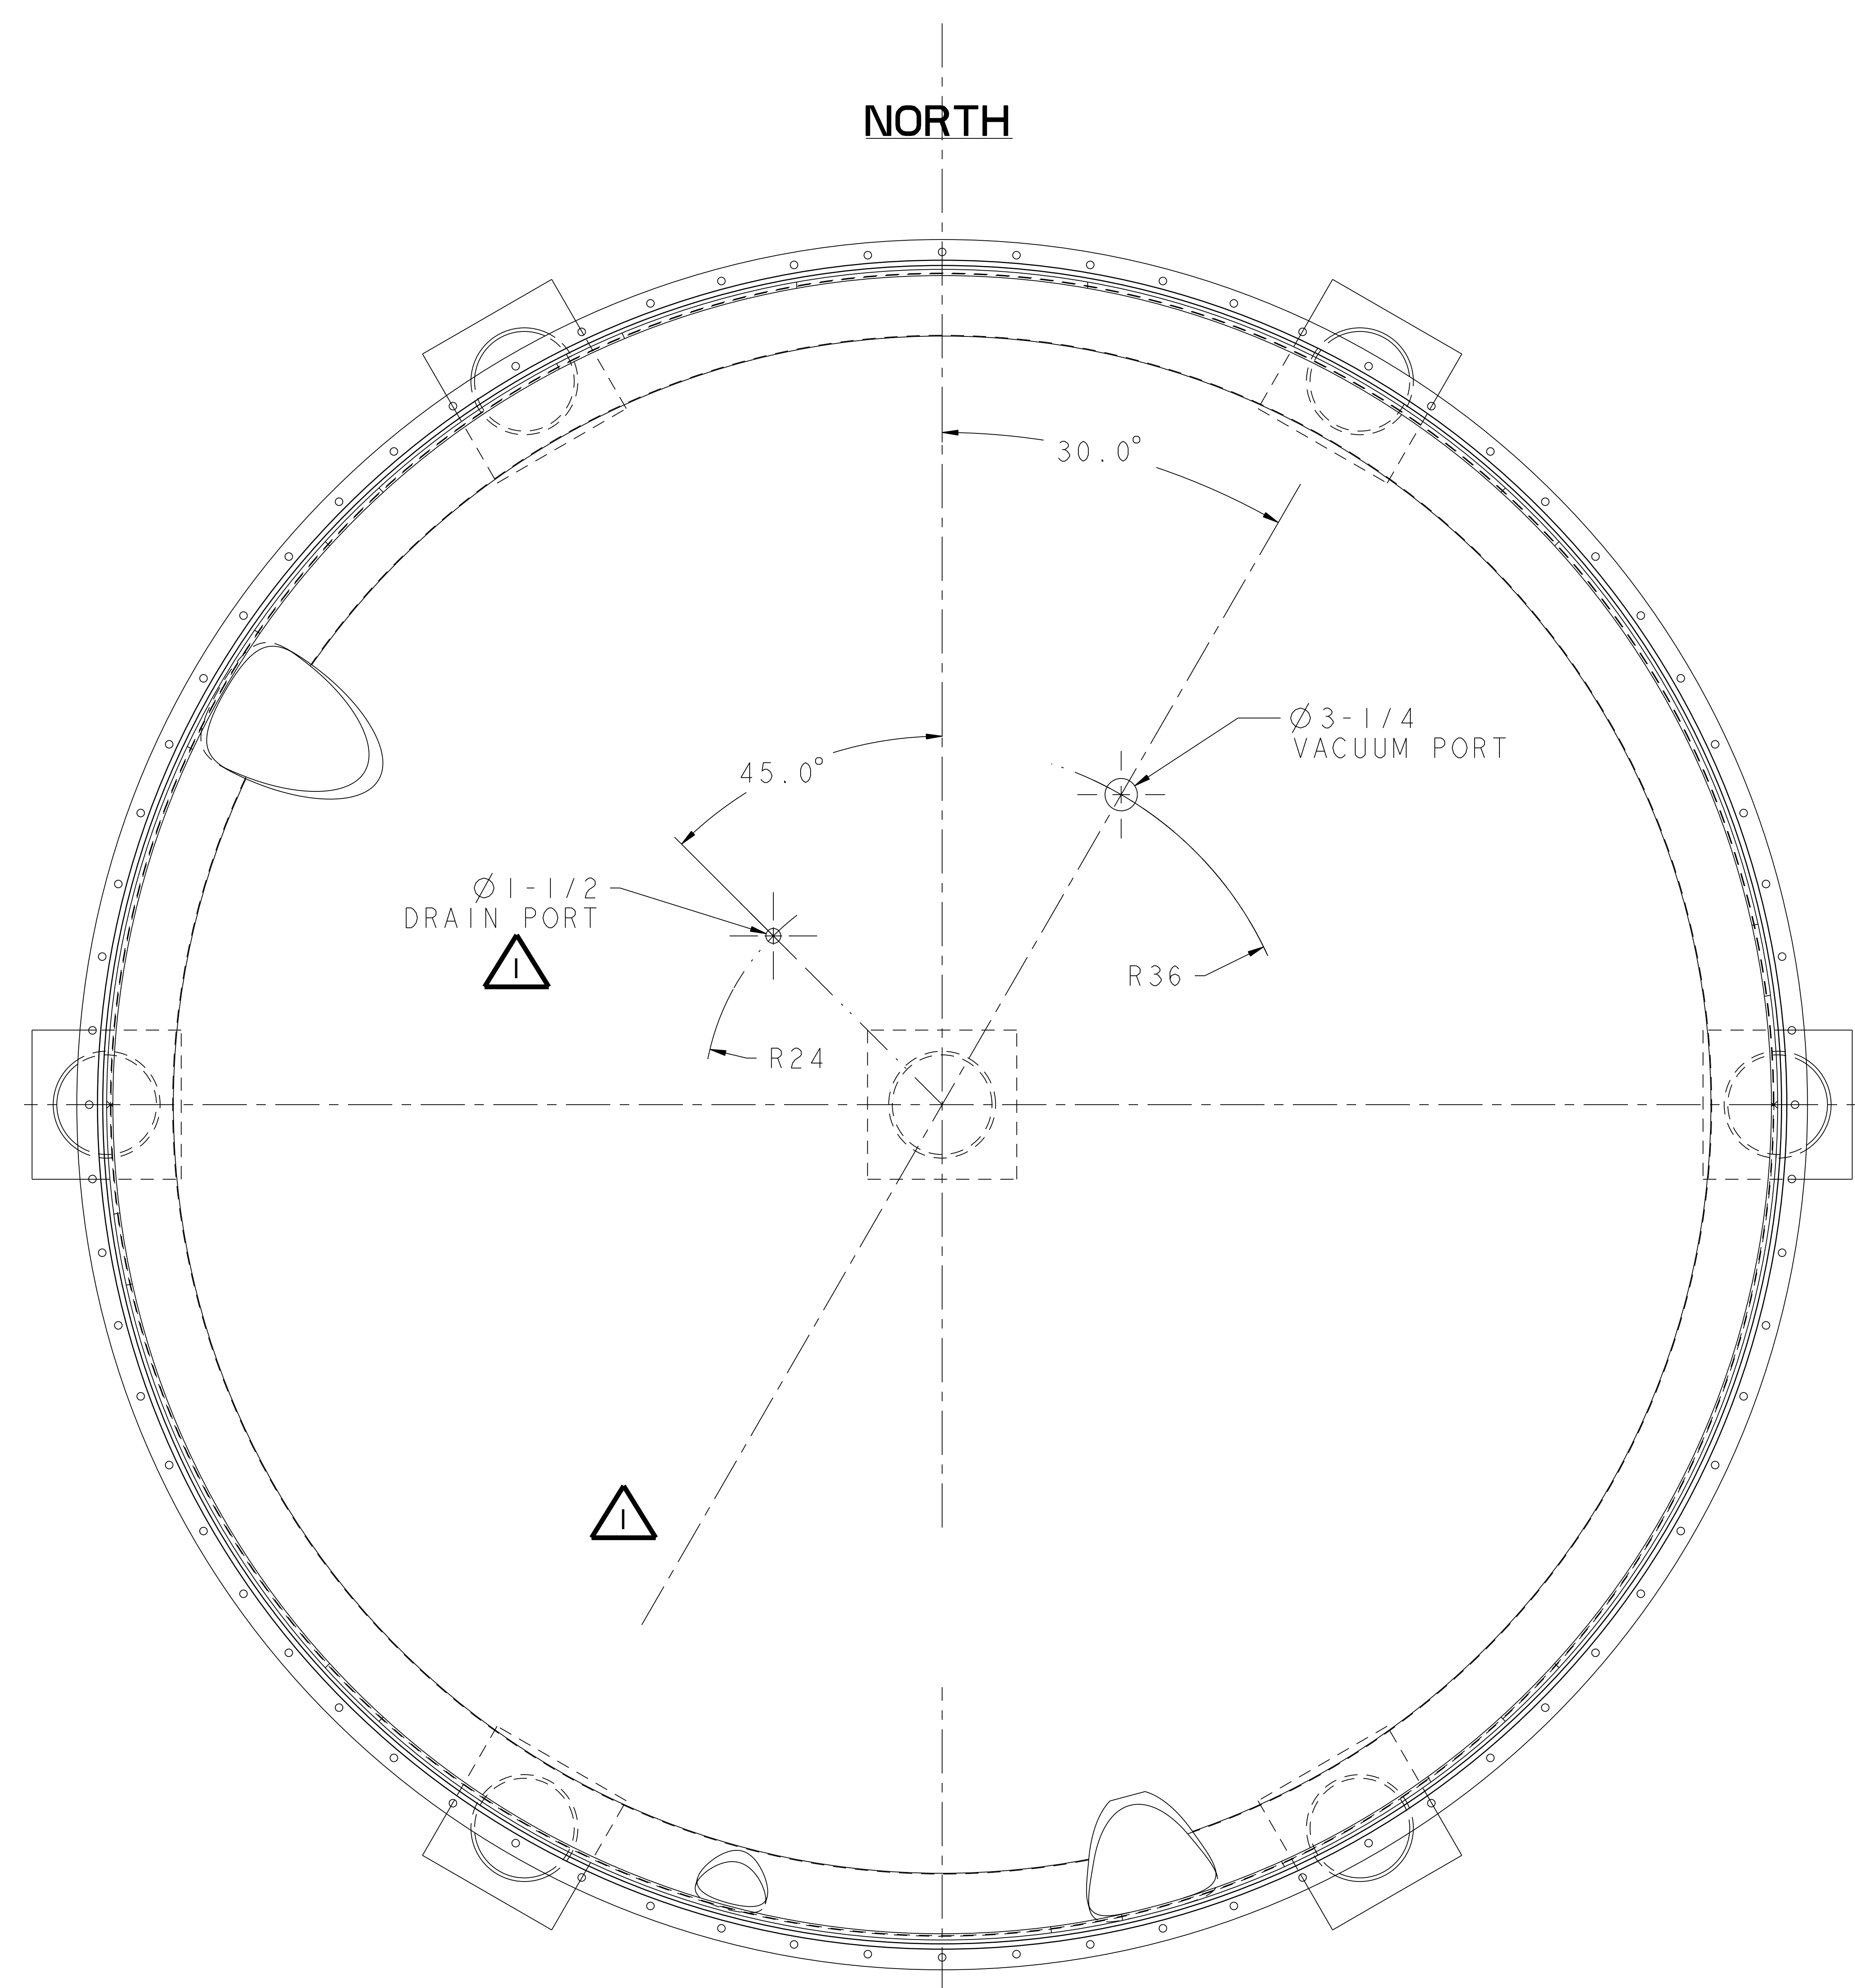 NORTH
30.0°
Ø3-1/4
VACUUM PORT
45.0°
Ø1-1/2
DRAIN PORT
1
R36
R24
1